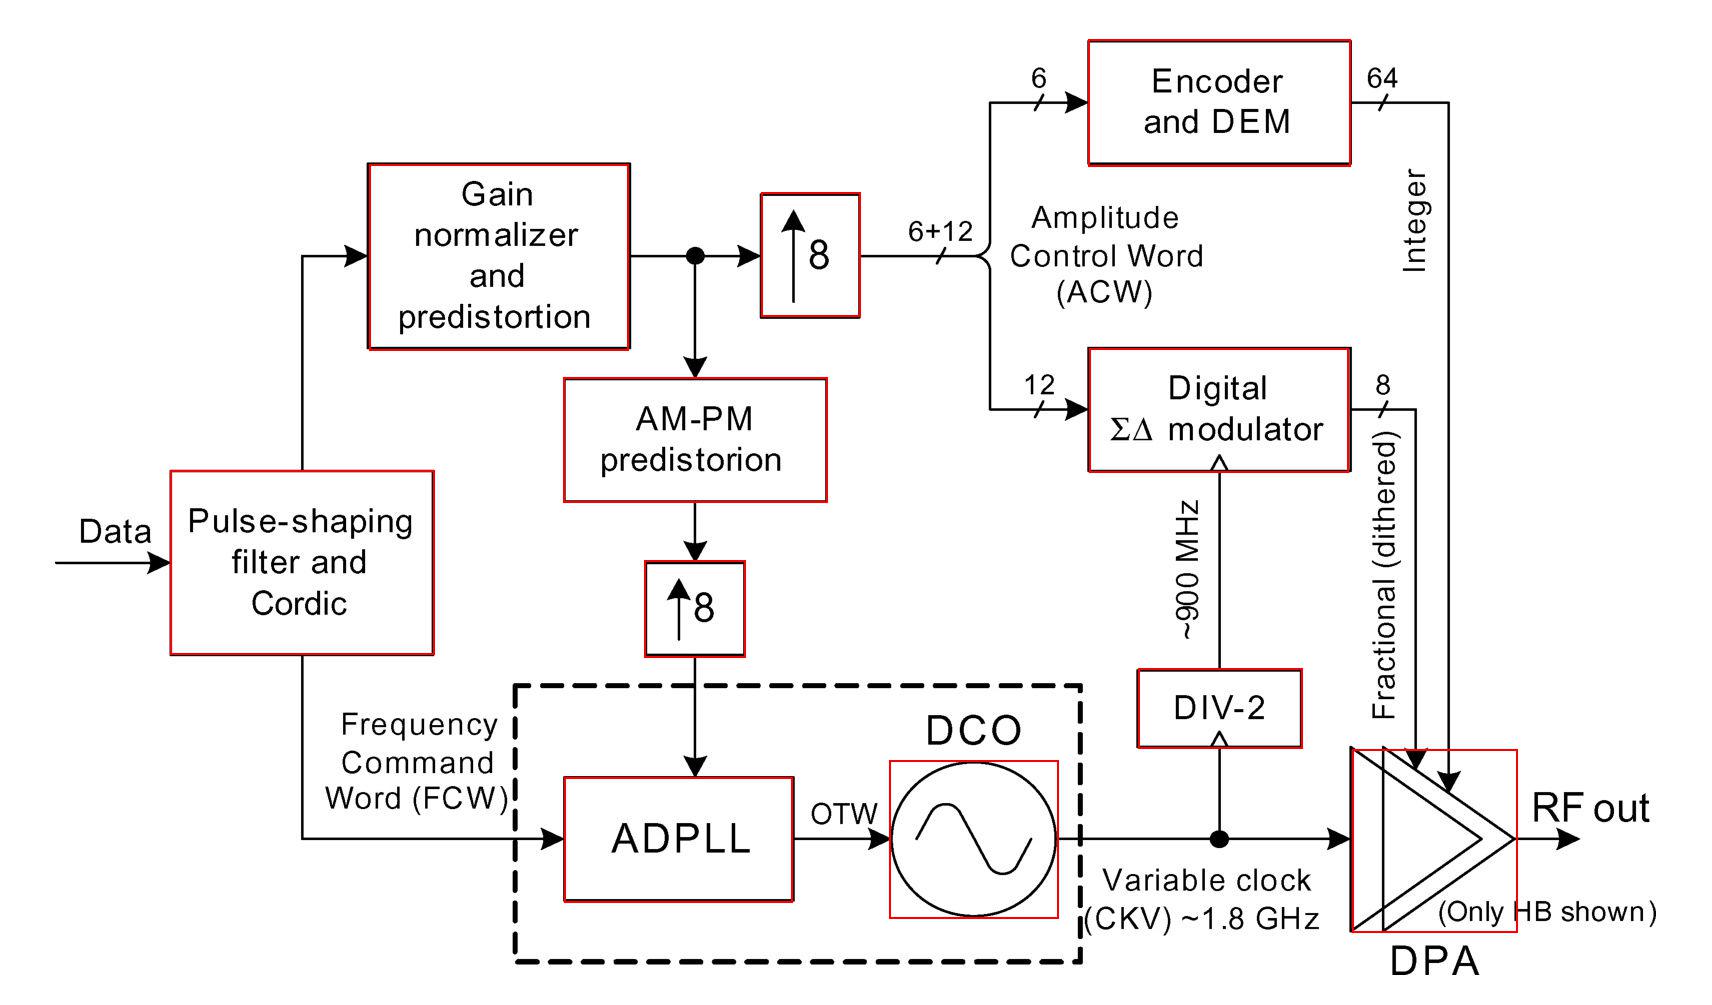 6
Encoder
and DEM
64
Gain
normalizer
and
predistortion
8
6+12
Amplitude
Control Word
(ACW)
Integer
AM-PM
predistorion
12
Digital
ΣΔ modulator
8
Data
Pulse-shaping
filter and
Cordic
8
~900 MHz
Fractional (dithered)
DIV-2
Frequency
Command
Word (FCW)
DCO
ADPLL
OTW
Variable clock
(CKV) ~1.8 GHz
RF out
(Only HB shown)
DPA